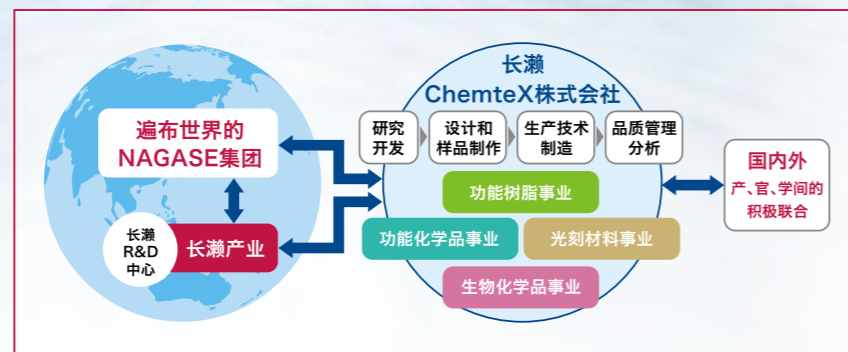 遍布世界的
NAGASE集团
长濑
R&D
中心
长濑产业
长濑
ChemteX株式会社
研究
开发
设计和
样品制作
生产技术
制造
品质管理
分析
功能树脂事业
功能化学品事业
光刻材料事业
生物化学品事业
国内外
产、官、学间的
积极联合